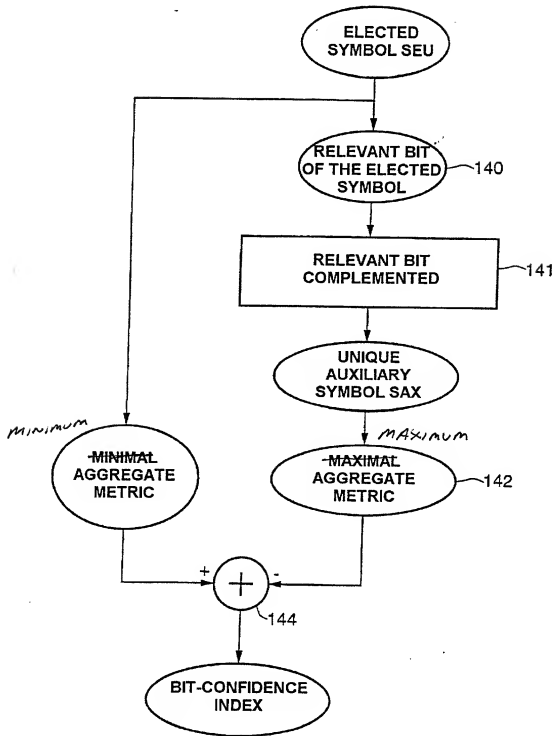 ELECTED
SYMBOL SEU
RELEVANT BIT
OF THE ELECTED
SYMBOL
140
RELEVANT BIT
COMPLEMENTED
141
UNIQUE
AUXILIARY
SYMBOL SAX
MINIMUM
MAXIMUM
MINIMAL
AGGREGATE
METRIC
MAXIMAL
AGGREGATE
METRIC
142
+
-
+
144
BIT-CONFIDENCE
INDEX